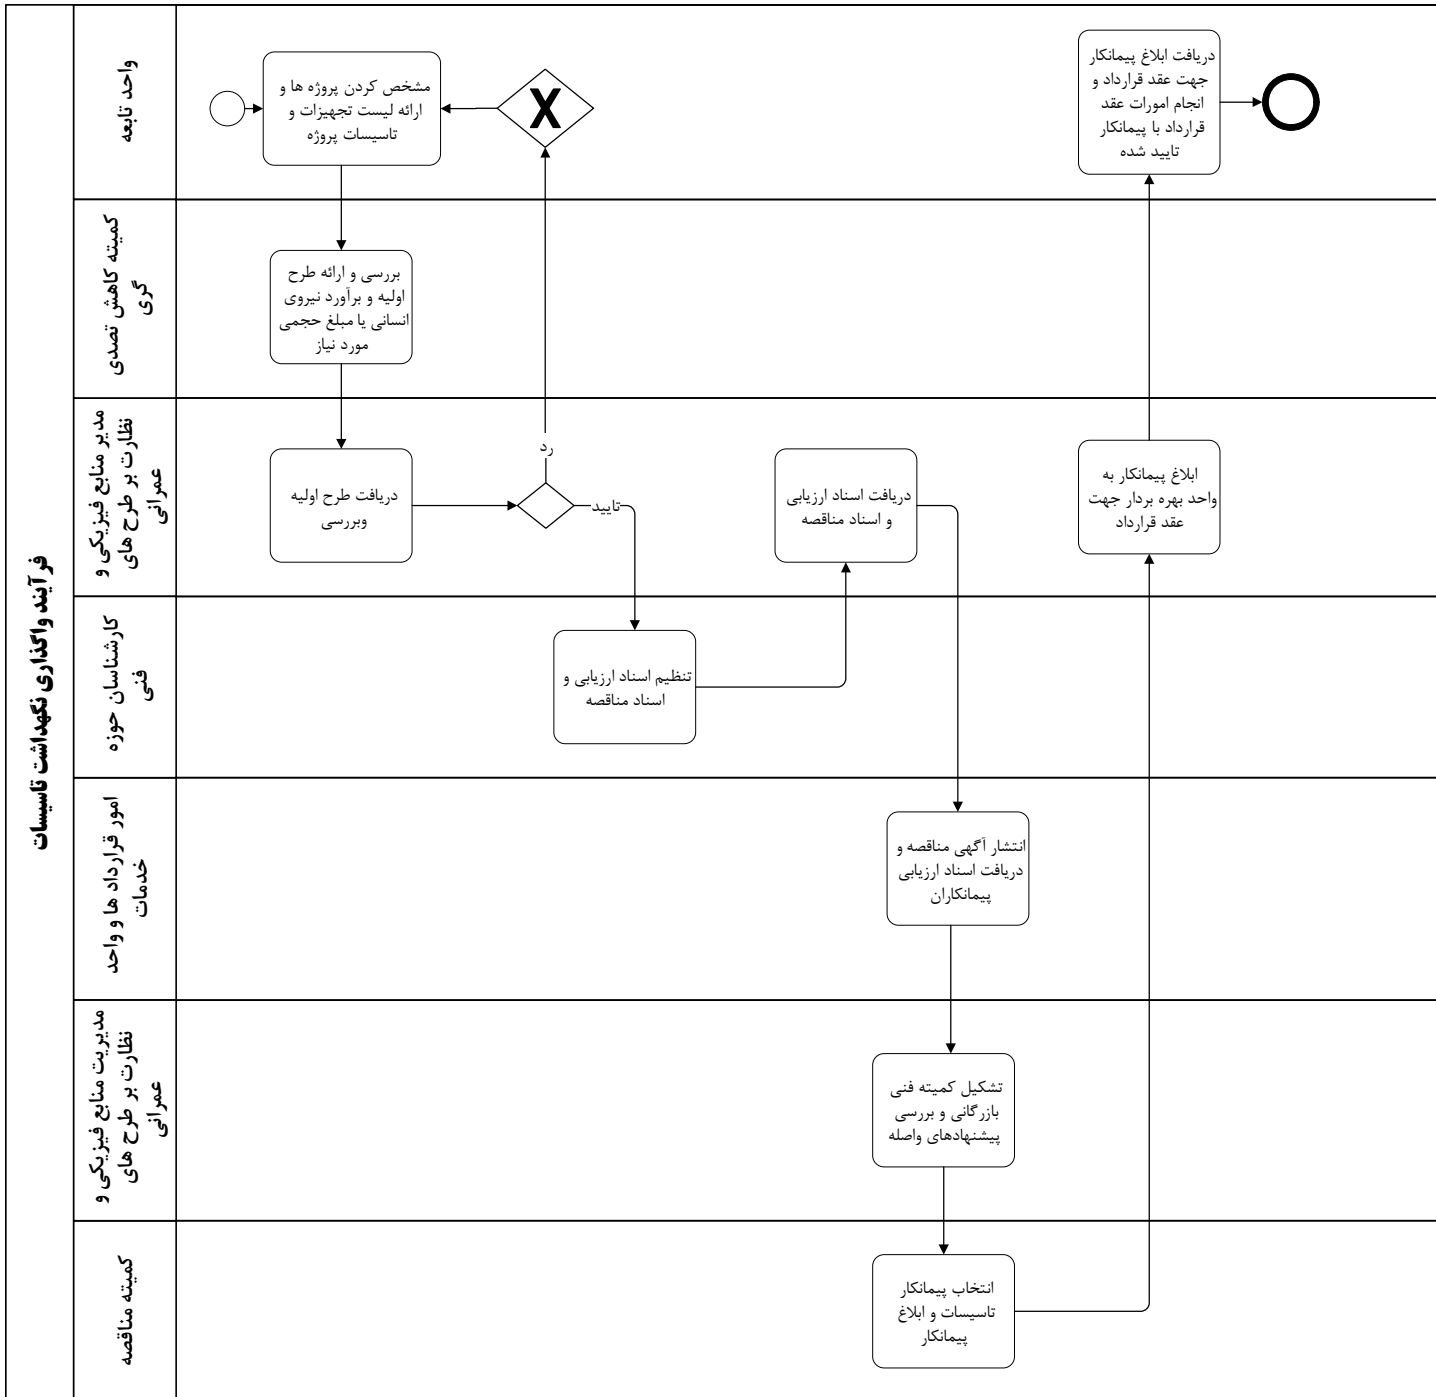 فرآیند واگذاری نگهداشت تاسیسات
واحد تابعه
مشخص کردن پروژه ها و
ارائه لیست تجهیزات و
تاسیسات پروژه
X
دریافت ابلاغ پیمانکار
جهت عقد قرارداد و
انجام امورات عقد
قرارداد با پیمانکار
تایید شده
کمیته کاهش تصدی
گری
بررسی و ارائه طرح
اولیه و برآورد نیروی
انسانی یا مبلغ حجمی
مورد نیاز
مدیر منابع فیزیکی و
نظارت بر طرح های
عمرانی
دریافت طرح اولیه
وبررسی
رد
تایید
دریافت اسناد ارزیابی
و اسناد مناقصه
ابلاغ پیمانکار به
واحد بهره بردار جهت
عقد قرارداد
کارشناسان حوزه
فنی
تنظیم اسناد ارزیابی و
اسناد مناقصه
امور قرارداد ها و واحد
خدمات
انتشار آگهی مناقصه و
دریافت اسناد ارزیابی
پیمانکاران
مدیریت منابع فیزیکی و
نظارت بر طرح های
عمرانی
تشکیل کمیته فنی
بازرگانی و بررسی
پیشنهادهای واصله
کمیته مناقصه
انتخاب پیمانکار
تاسیسات و ابلاغ
پیمانکار